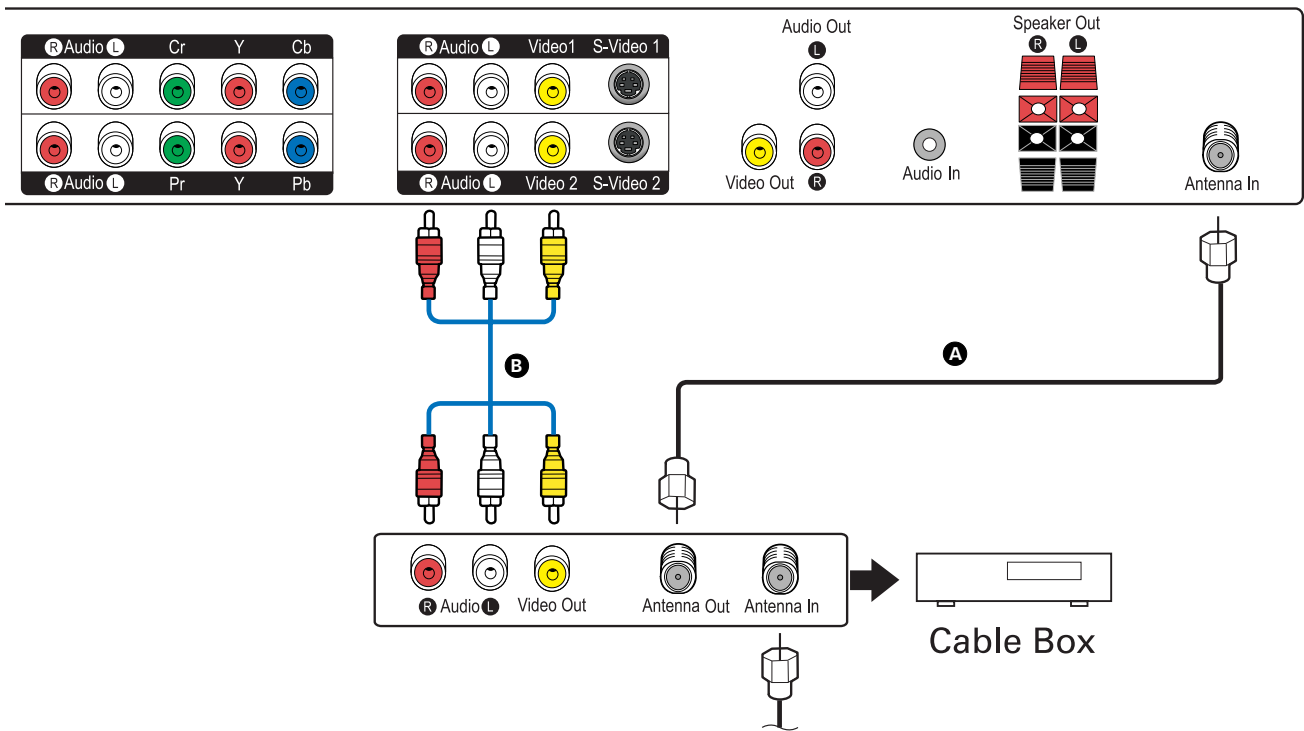 R Audio L Cr Y Cb
R Audio L Video1 S-Video 1
Audio Out
L
Speaker Out
R L
Video Out R
Audio In
Antenna In
R Audio L Pr Y Pb
R Audio L Video 2 S-Video 2
A
B
R Audio L Video Out Antenna Out Antenna In
Cable Box